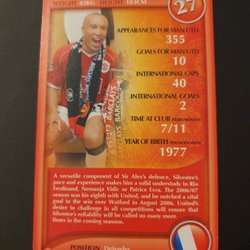 WEIGHT 82KG HEIGHT 183CM
27
APPEARANCES FOR MAN UTD
355
GOALS FOR MAN UTD
10
INTERNATIONAL CAPS
40
INTERNATIONAL GOALS
2
TIME AT CLUB
7/11
YEAR OF BIRTH
1977
BARCLAYS
BARCLAYS
A versatile component of Sir Alex's defence, Silvestre's
pace and experience makes him a solid understudy to Rio
Ferdinand, Nemanja Vidic or Patrice Evra. The 2006/07
season was his eighth with United, and he notched a vital
goal in the win over Watford in August 2006. United's
desire to challenge in all competitions will ensure that
Silvestre's reliability will be called on many more
times in the coming seasons.
POSITION Defender